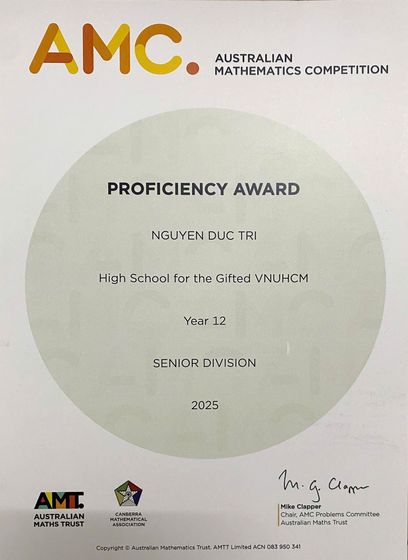 AMC.
AUSTRALIAN
MATHEMATICS COMPETITION
PROFICIENCY AWARD
NGUYEN DUC TRI
High School for the Gifted VNUHCM
Year 12
SENIOR DIVISION
2025
M. G. Clapper
Mike Clapper
Chair, AMC Problems Committee
Australian Maths Trust
AMT.
AUSTRALIAN
MATHS TRUST
CANBERRA
MATHEMATICAL
ASSOCIATION
Copyright © Australian Mathematics Trust. AMTT Limited ACN 083 950 341